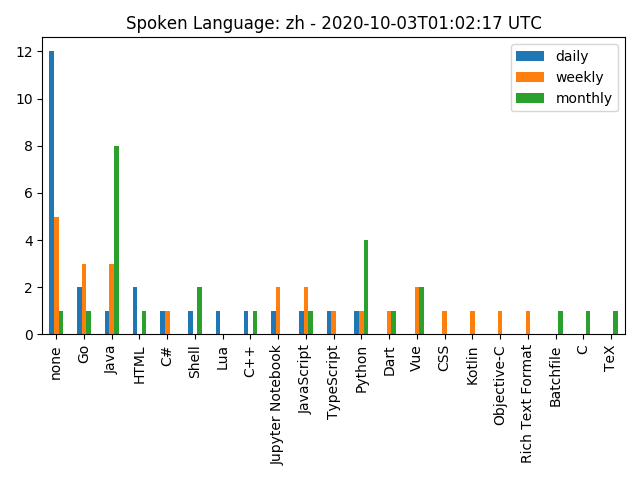 Spoken Language: zh - 2020-10-03T01:02:17 UTC
daily
weekly
monthly
12
10
8
6
4
2
0
none
Go
Java
HTML
C#
Shell
Lua
C++
Jupyter Notebook
JavaScript
TypeScript
Python
Dart
Vue
CSS
Kotlin
Objective-C
Rich Text Format
Batchfile
C
TeX